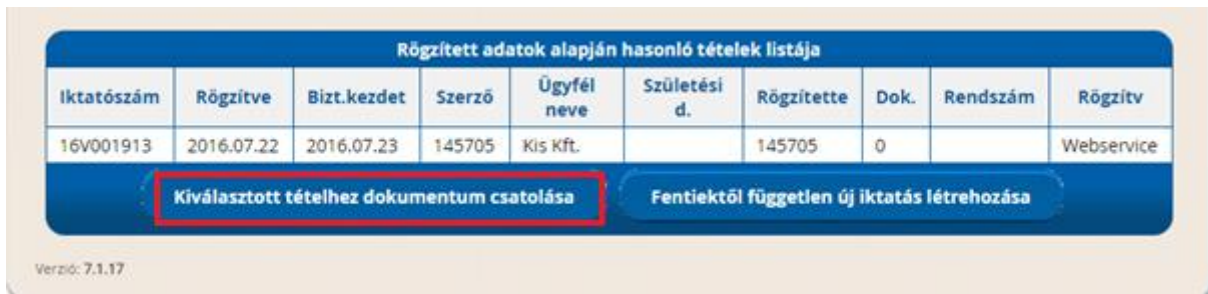 Rögzített adatok alapján hasonló tételek listája
Iktatószám Rögzítve Bizt.kezdet Szerző Ügyfél neve Születési d. Rögzítette Dok. Rendszám Rögzítv
16V001913 2016.07.22 2016.07.23 145705 Kis Kft. 145705 0 Webservice
Kiválasztott tételhez dokumentum csatolása Fentiektől független új iktatás létrehozása
Verzió: 7.1.17